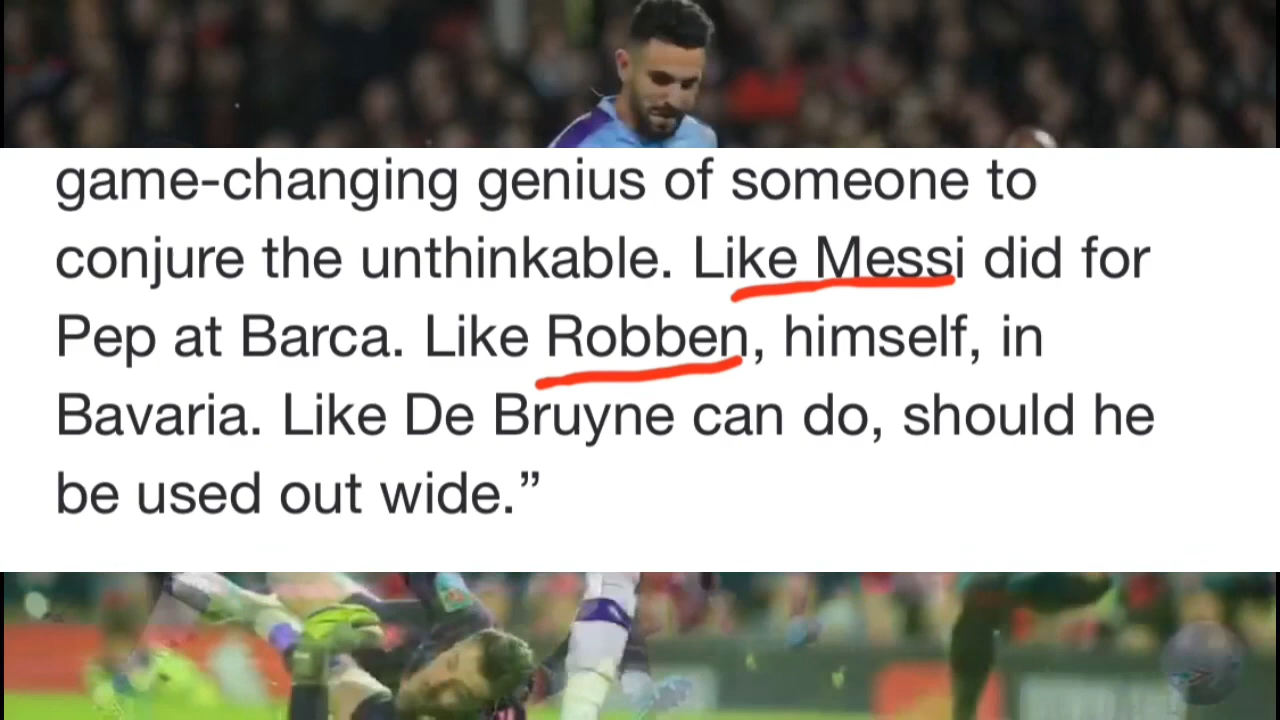 game-changing genius of someone to
conjure the unthinkable. Like Messi did for
Pep at Barca. Like Robben, himself, in
Bavaria. Like De Bruyne can do, should he
be used out wide.”